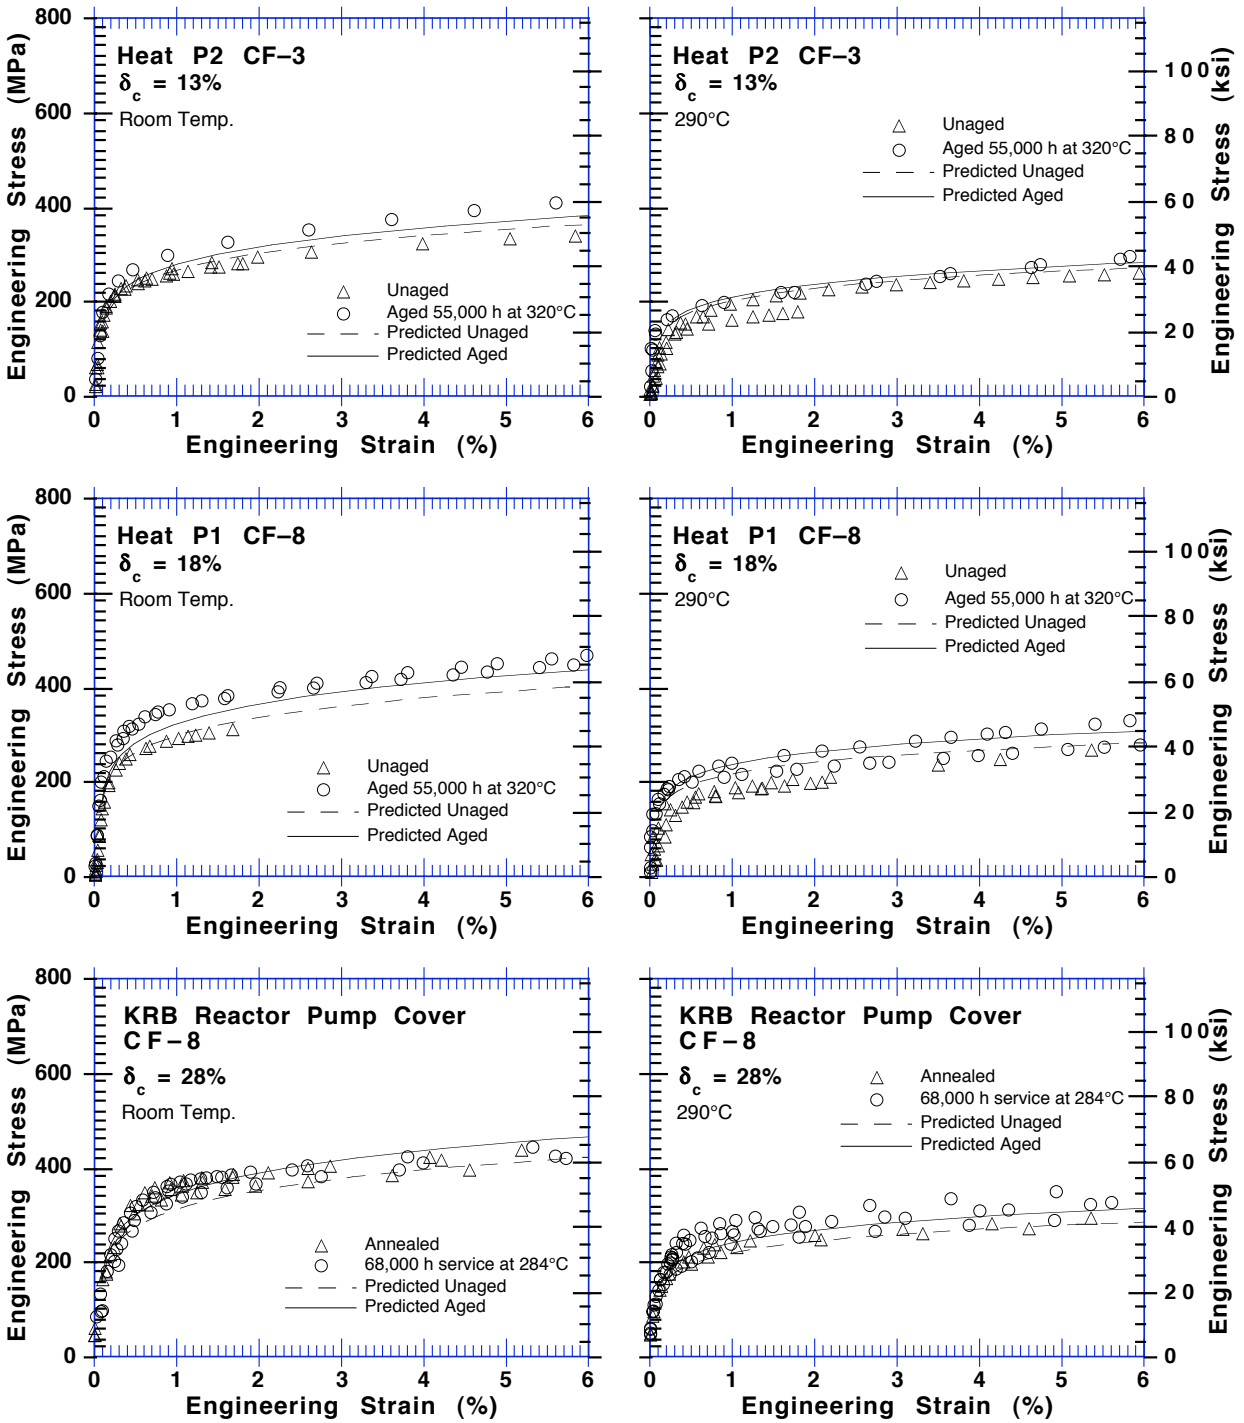 Heat P2 CF–3
δc = 13%
Room Temp.
Unaged
Aged 55,000 h at 320°C
Predicted Unaged
Predicted Aged
Engineering Stress (MPa)
800
600
400
200
0
0 1 2 3 4 5 6
Engineering Strain (%)
Heat P2 CF–3
δc = 13%
290°C
Unaged
Aged 55,000 h at 320°C
Predicted Unaged
Predicted Aged
Engineering Stress (ksi)
100
80
60
40
20
0
0 1 2 3 4 5 6
Engineering Strain (%)
Heat P1 CF–8
δc = 18%
Room Temp.
Unaged
Aged 55,000 h at 320°C
Predicted Unaged
Predicted Aged
Engineering Stress (MPa)
800
600
400
200
0
0 1 2 3 4 5 6
Engineering Strain (%)
Heat P1 CF–8
δc = 18%
290°C
Unaged
Aged 55,000 h at 320°C
Predicted Unaged
Predicted Aged
Engineering Stress (ksi)
100
80
60
40
20
0
0 1 2 3 4 5 6
Engineering Strain (%)
KRB Reactor Pump Cover
CF–8
δc = 28%
Room Temp.
Annealed
68,000 h service at 284°C
Predicted Unaged
Predicted Aged
Engineering Stress (MPa)
800
600
400
200
0
0 1 2 3 4 5 6
Engineering Strain (%)
KRB Reactor Pump Cover
CF–8
δc = 28%
290°C
Annealed
68,000 h service at 284°C
Predicted Unaged
Predicted Aged
Engineering Stress (ksi)
100
80
60
40
20
0
0 1 2 3 4 5 6
Engineering Strain (%)